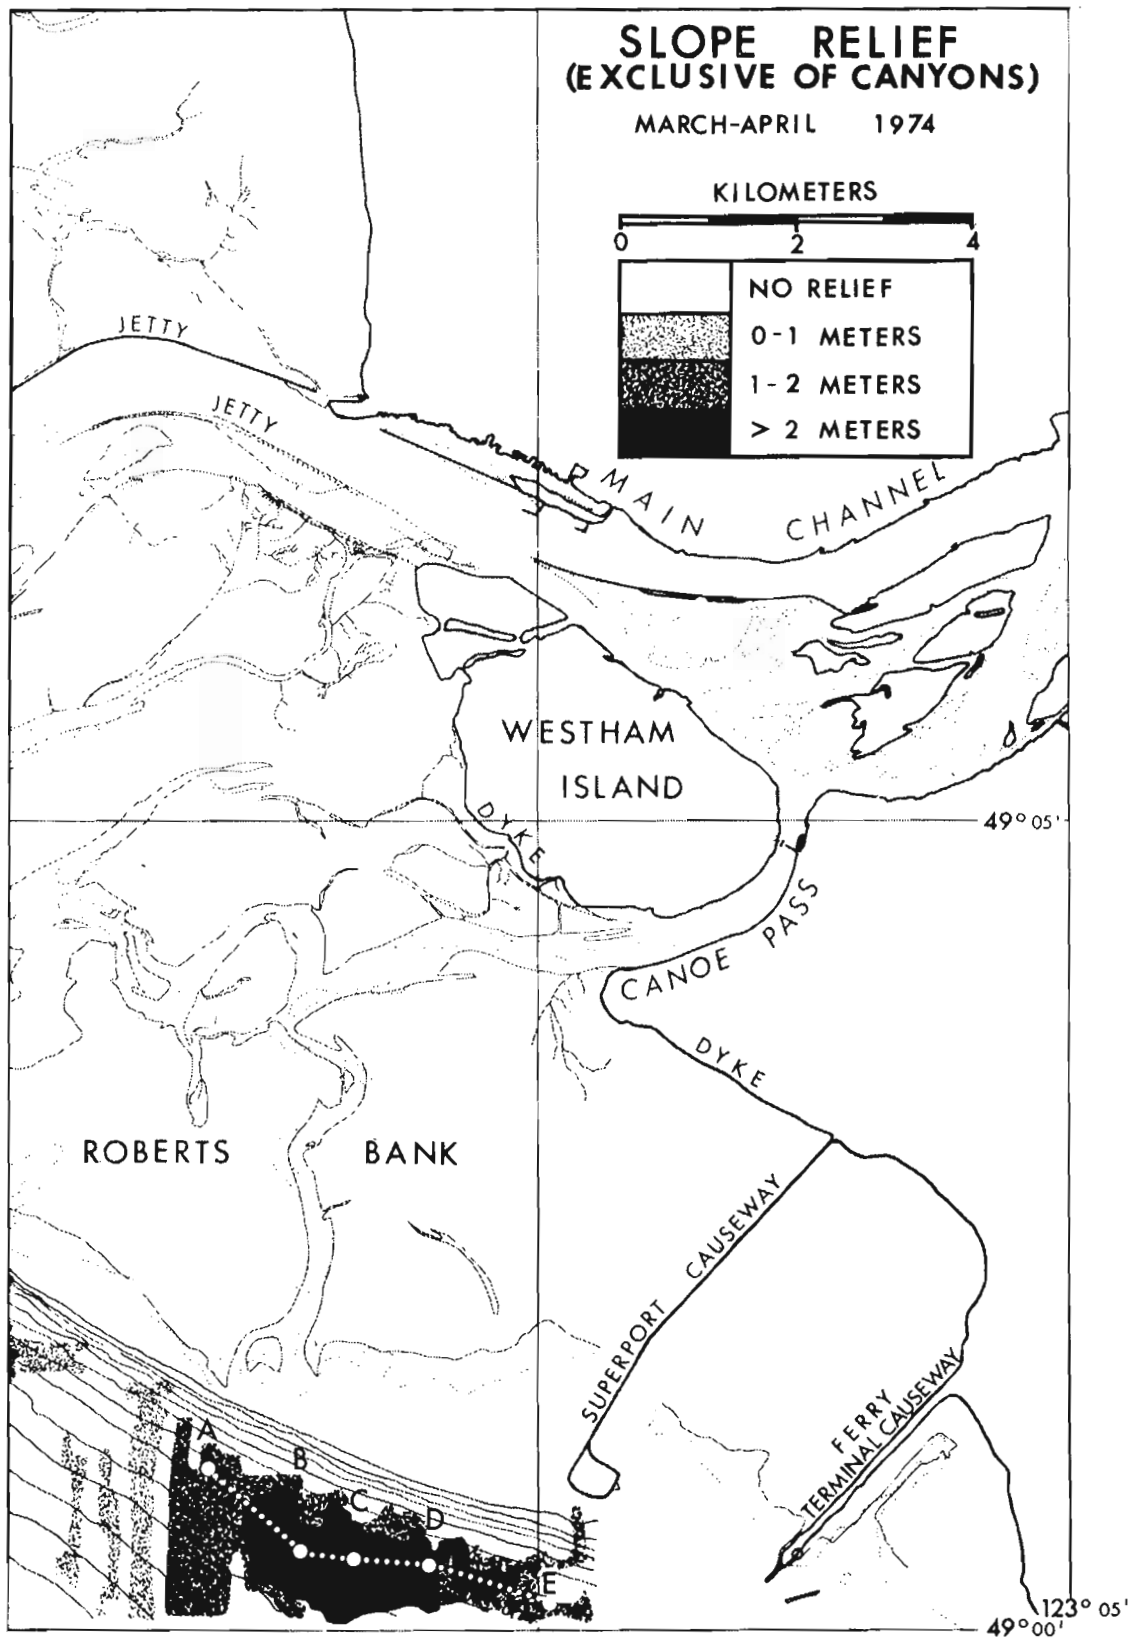 SLOPE RELIEF
(EXCLUSIVE OF CANYONS)
MARCH-APRIL 1974
KILOMETERS
0 2 4
NO RELIEF
0-1 METERS
1-2 METERS
> 2 METERS
JETTY
JETTY
MAIN CHANNEL
WESTHAM
ISLAND
DYKE
49° 05'
CANOE PASS
DYKE
ROBERTS BANK
SUPERPORT CAUSEWAY
FERRY
TERMINAL CAUSEWAY
A
B
C
D
E
123° 05'
49° 00'